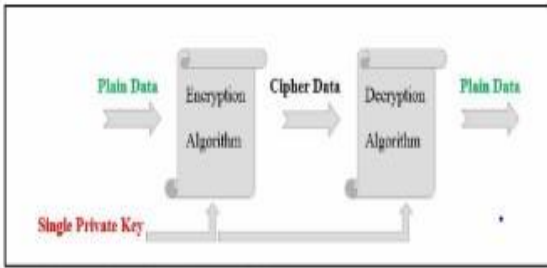 Plain Data
Encryption
Algorithm
Cipher Data
Decryption
Algorithm
Plain Data
Single Private Key